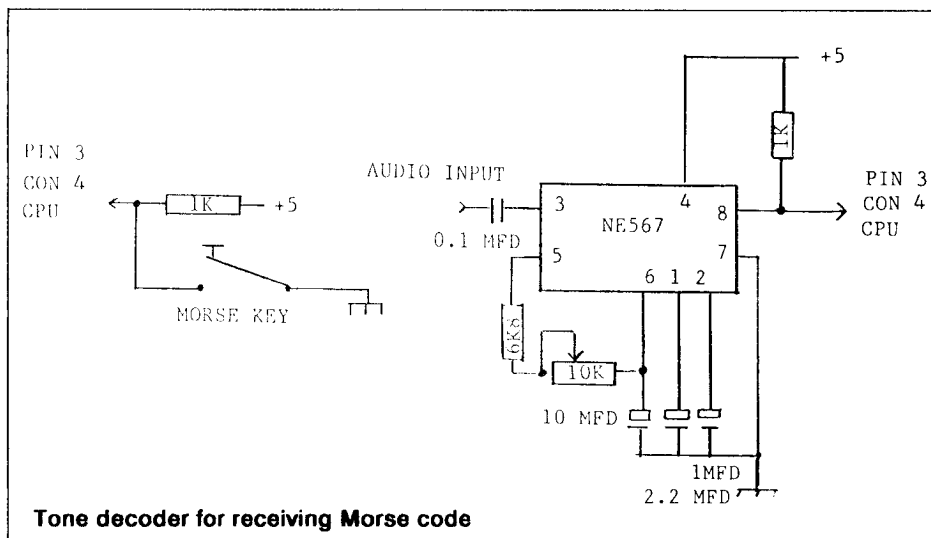 +5
1K
PIN 3
CON 4
CPU
1K
+5
MORSE KEY
AUDIO INPUT
0.1 MFD
3
4
8
NE567
5
7
6 1 2
PIN 3
CON 4
CPU
6K8
10K
10 MFD
1MFD
2.2 MFD
Tone decoder for receiving Morse code